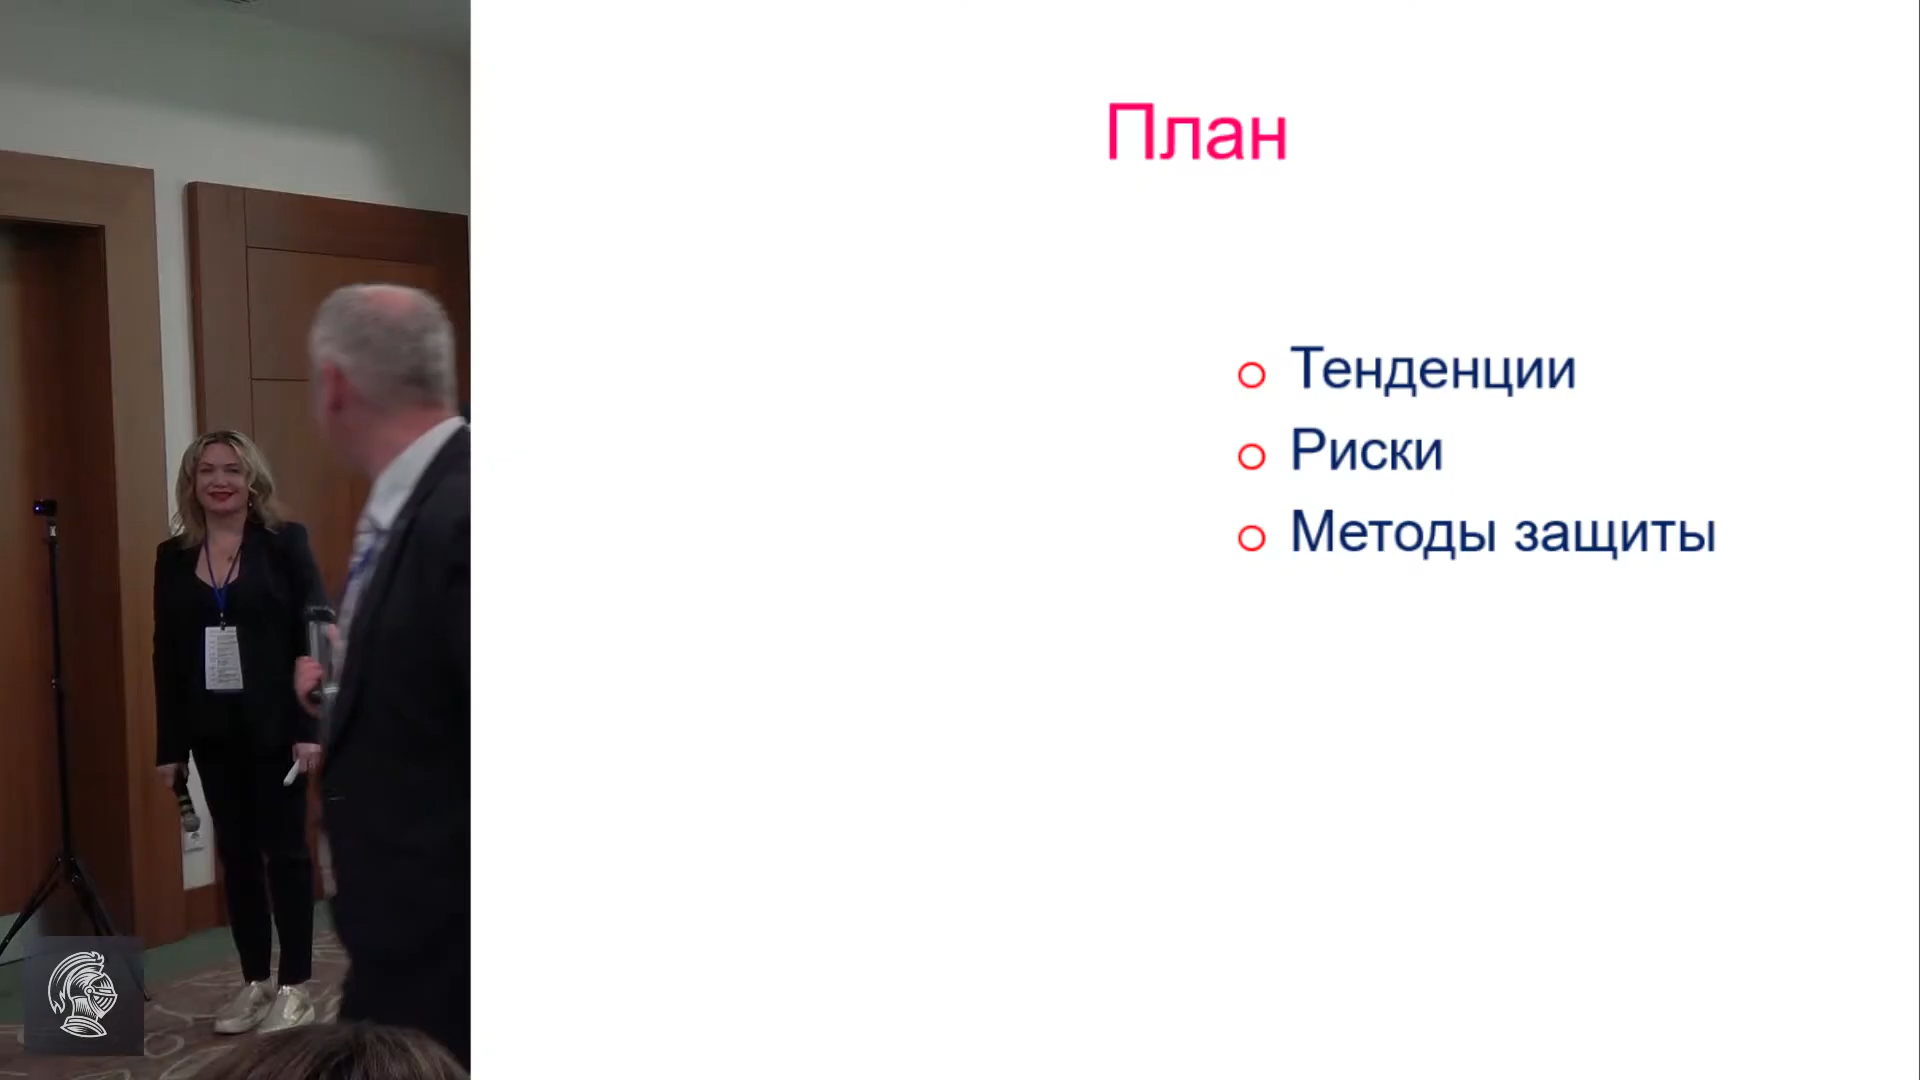 План
Тенденции
Риски
Методы защиты